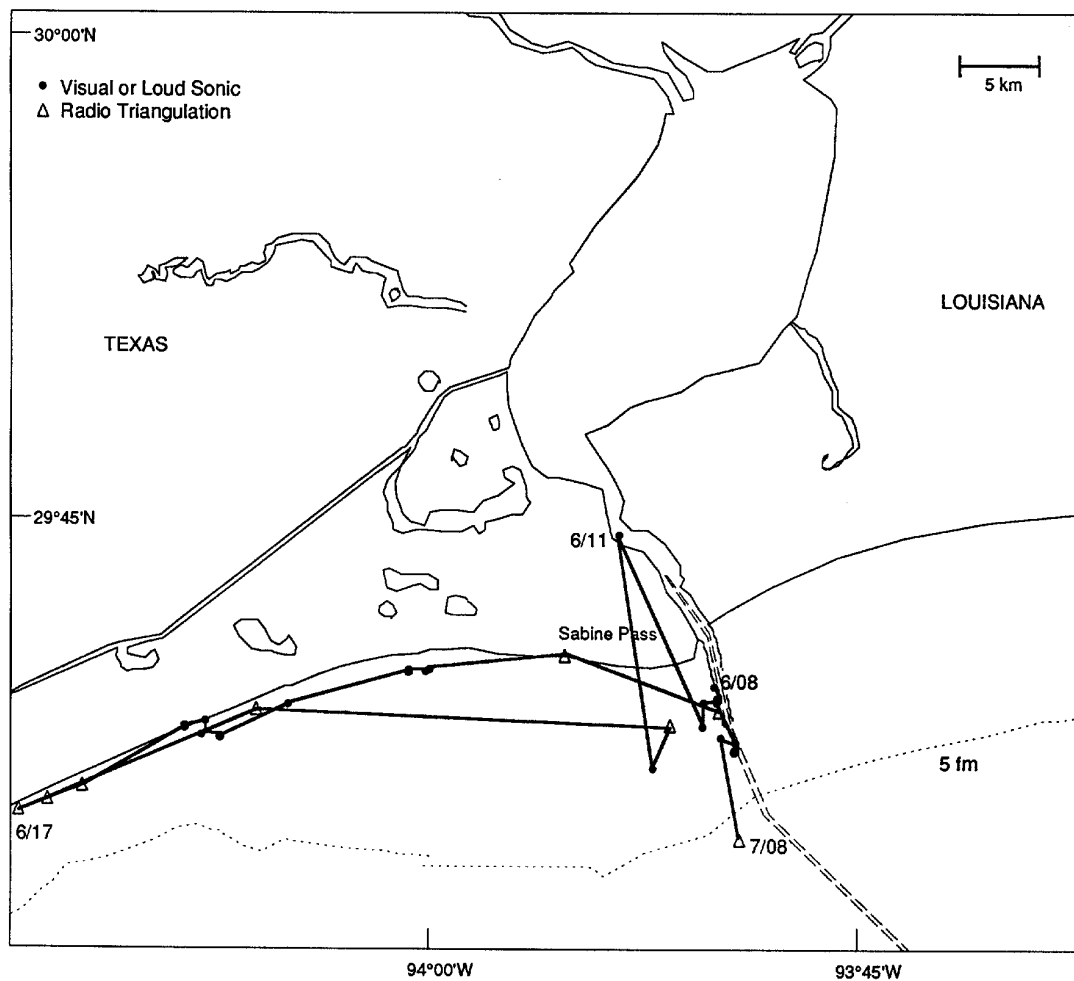 30°00'N
Visual or Loud Sonic
Radio Triangulation
5 km
TEXAS
LOUISIANA
29°45'N
6/11
Sabine Pass
6/08
5 fm
6/17
7/08
94°00'W
93°45'W